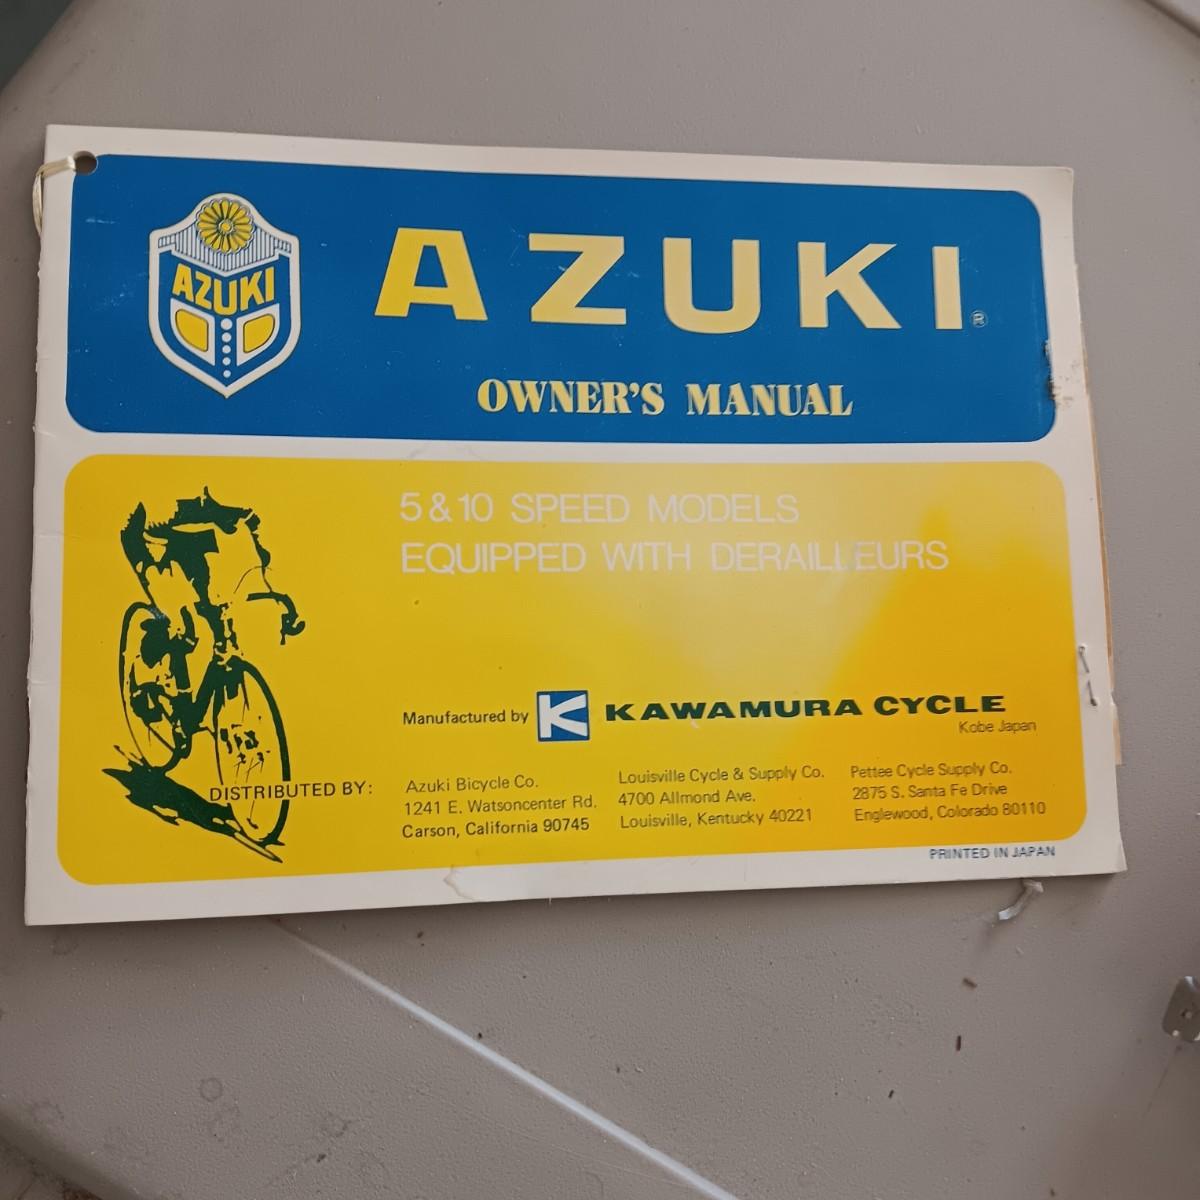 AZUKI
AZUKI®
OWNER'S MANUAL
5 & 10 SPEED MODELS
EQUIPPED WITH DERAILLEURS
Manufactured by K KAWAMURA CYCLE
Kobe Japan
DISTRIBUTED BY:
Azuki Bicycle Co.
1241 E. Watsoncenter Rd.
Carson, California 90745
Louisville Cycle & Supply Co.
4700 Allmond Ave.
Louisville, Kentucky 40221
Pettee Cycle Supply Co.
2875 S. Santa Fe Drive
Englewood, Colorado 80110
PRINTED IN JAPAN